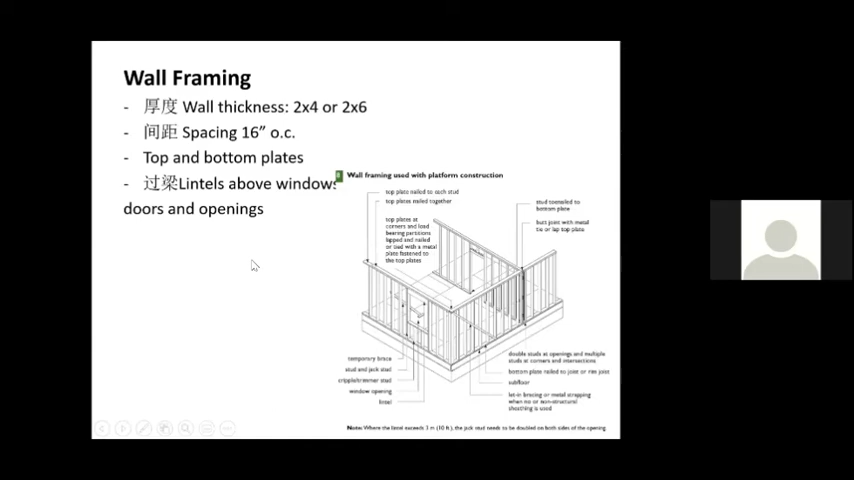 Wall Framing
- 厚度 Wall thickness: 2x4 or 2x6
- 间距 Spacing 16” o.c.
- Top and bottom plates
- 过梁Lintels above windows
doors and openings
8 Wall framing used with platform construction
top plate nailed to each stud
top plates nailed together
top plates at
corners and load
bearing partitions
lapped and nailed
or tied with a metal
plate fastened to
the top plates
stud toenailed to
bottom plate
butt joint with metal
tie or lap top plate
temporary brace
stud and jack stud
cripple/trimmer stud
window opening
lintel
double studs at openings and multiple
studs at corners and intersections
bottom plate nailed to joist or rim joist
subfloor
let-in bracing or metal strapping
when no or non-structural
sheathing is used
Note: Where the lintel exceeds 3 m (10 ft.), the jack stud needs to be doubled on both sides of the opening.